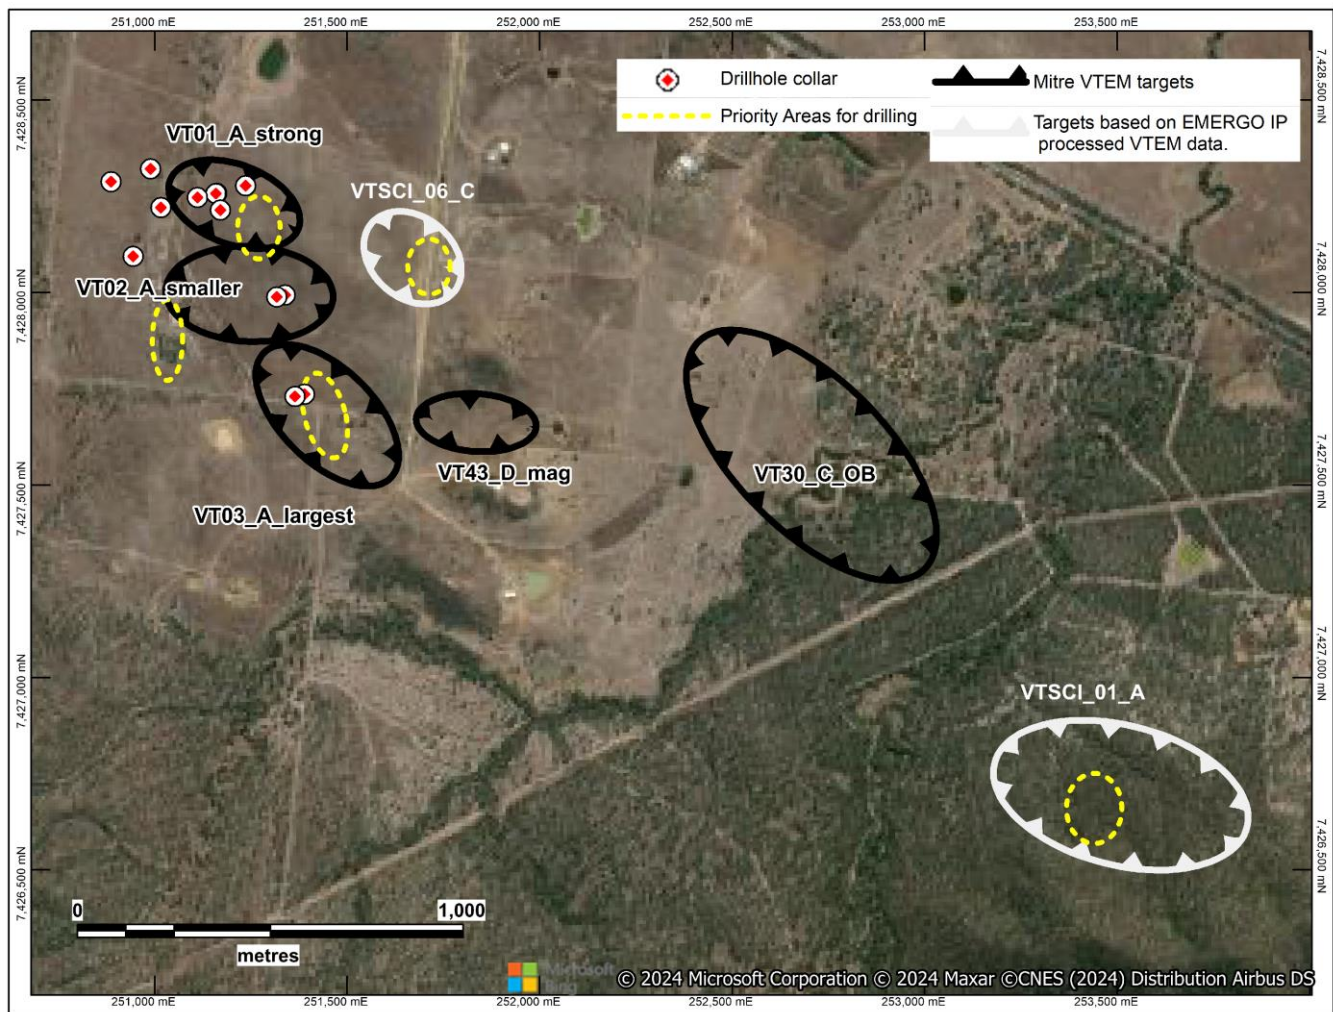 251,000 mE
251,500 mE
252,000 mE
252,500 mE
253,000 mE
253,500 mE
7,428,500 mN
7,428,500 mN
Drillhole collar
Mitre VTEM targets
Priority Areas for drilling
Targets based on EMERGO IP
processed VTEM data.
VT01_A_strong
VTSCI_06_C
7,428,000 mN
7,428,000 mN
VT02_A_smaller
VT43_D_mag
VT30_C_OB
7,427,500 mN
7,427,500 mN
VT03_A_largest
7,427,000 mN
7,427,000 mN
VTSCI_01_A
7,426,500 mN
7,426,500 mN
0
1,000
metres
Microsoft
Bing
© 2024 Microsoft Corporation © 2024 Maxar ©CNES (2024) Distribution Airbus DS
251,000 mE
251,500 mE
252,000 mE
252,500 mE
253,000 mE
253,500 mE